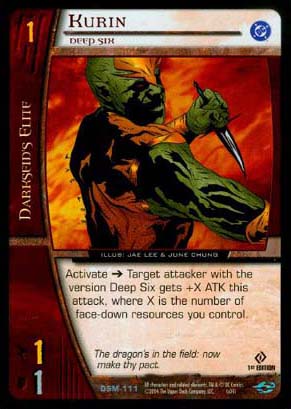 1
KURIN
DEEP SIX
DC
DARKSEID'S ELITE
ILLUS: JAE LEE & JUNE CHUNG
Activate ➔ Target attacker with the
version Deep Six gets +X ATK this
attack, where X is the number of
face-down resources you control.
The dragon's in the field: now
make thy pact.
1
1
DSM-111
1ST EDITION